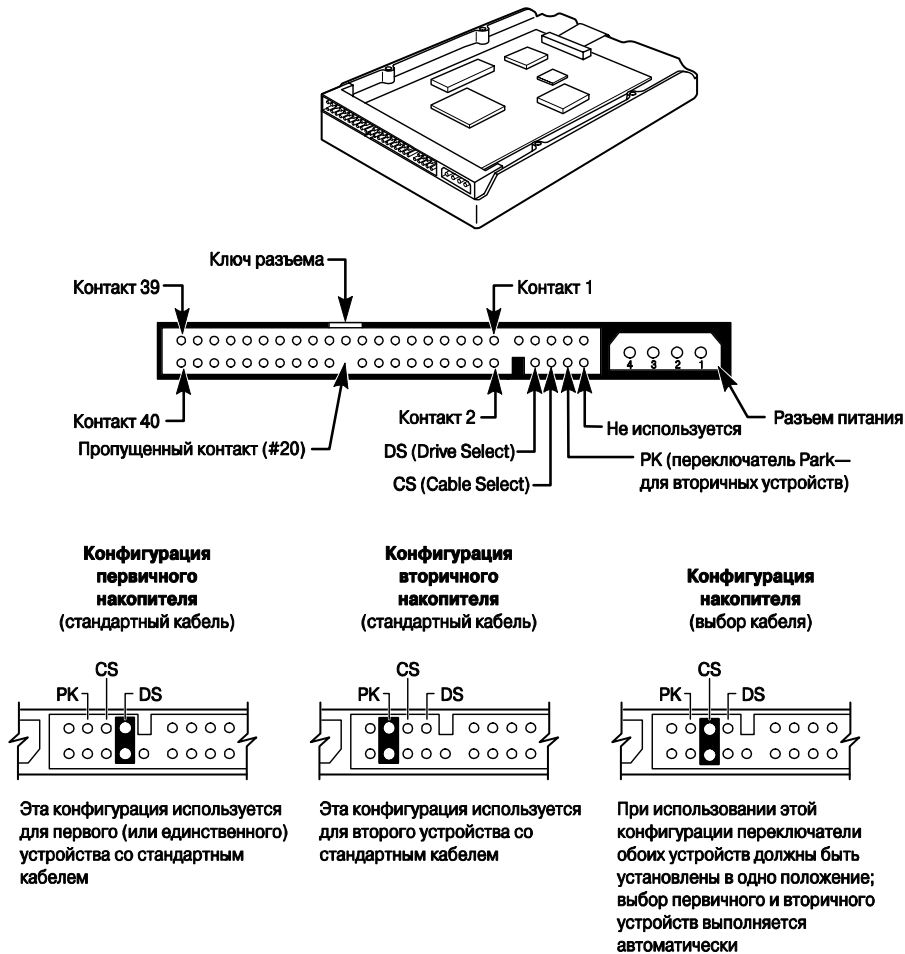 Ключ разъема
Контакт 39
Контакт 1
4 3 2 1
Контакт 40
Контакт 2
Не используется
Разъем питания
Пропущенный контакт (#20)
DS (Drive Select)
PK (переключатель Park—
для вторичных устройств)
CS (Cable Select)
Конфигурация
первичного
накопителя
(стандартный кабель)
CS
PK
DS
Эта конфигурация используется
для первого (или единственного)
устройства со стандартным
кабелем
Конфигурация
вторичного
накопителя
(стандартный кабель)
CS
PK
DS
Эта конфигурация используется
для второго устройства со
стандартным кабелем
Конфигурация
накопителя
(выбор кабеля)
CS
PK
DS
При использовании этой
конфигурации переключатели
обоих устройств должны быть
установлены в одно положение;
выбор первичного и вторичного
устройств выполняется
автоматически